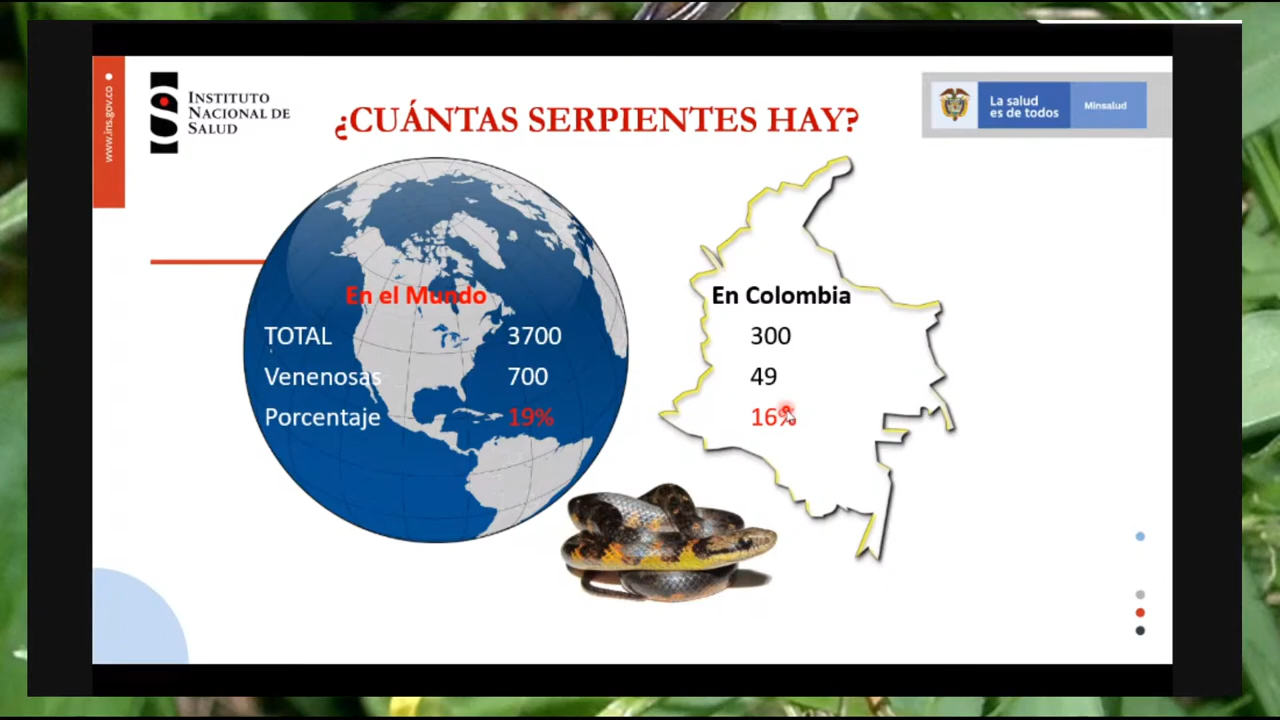 www.ins.gov.co
INSTITUTO
NACIONAL DE
SALUD
¿CUÁNTAS SERPIENTES HAY?
La salud
es de todos
Minsalud
En el Mundo
En Colombia
TOTAL 3700 300
Venenosas 700 49
Porcentaje 19% 16%